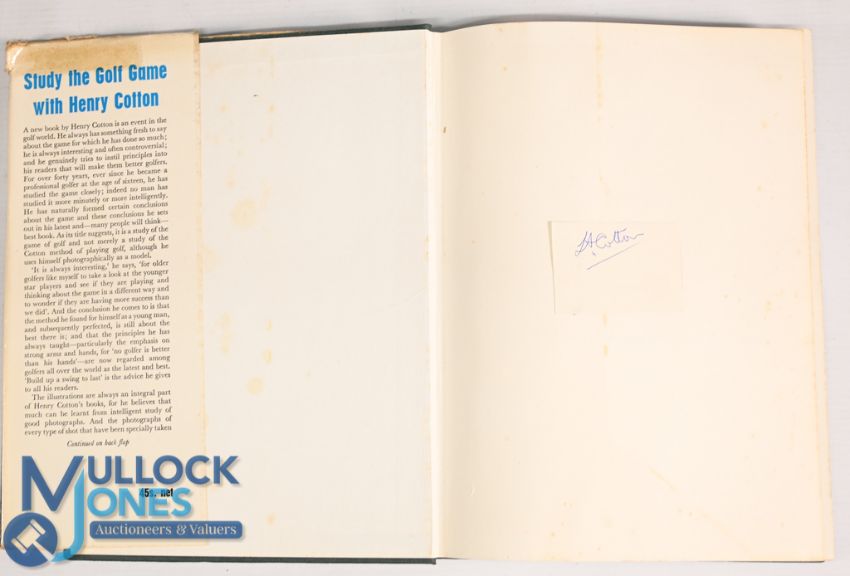 Study the Golf Game
with Henry Cotton
A new book by Henry Cotton is an event in the
golf world. He always has something fresh to say
about the game for which he has done so much;
he is always interesting and often controversial;
and he genuinely tries to instil principles into
his readers that will make them better golfers.
For over forty years, ever since he became a
professional golfer at the age of sixteen, he has
studied the game closely; indeed no man has
studied it more minutely or more intelligently.
He has naturally formed certain conclusions
about the game and these conclusions he sets
out in his latest and—many people will think—
best book. As its title suggests, it is a study of the
game of golf and not merely a study of the
Cotton method of playing golf, although he
uses himself photographically as a model.
'It is always interesting,' he says, 'for older
golfers like myself to take a look at the younger
star players and see if they are playing and
thinking about the game in a different way and
to wonder if they are having more success than
we did'. And the conclusion he comes to is that
the method he found for himself as a young man,
and subsequently perfected, is still about the
best there is; and that the principles he has
always taught—particularly the emphasis on
strong arms and hands, for 'no golfer is better
than his hands'—are now regarded among
golfers all over the world as the latest and best.
'Build up a swing to last' is the advice he gives
to all his readers.
The illustrations are always an integral part
of Henry Cotton's books, for he believes that
much can be learnt from intelligent study of
good photographs. And the photographs of
every type of shot that have been specially taken
Continued on back flap
45s. net
MULLOCK
JONES
Auctioneers & Valuers
Cotton